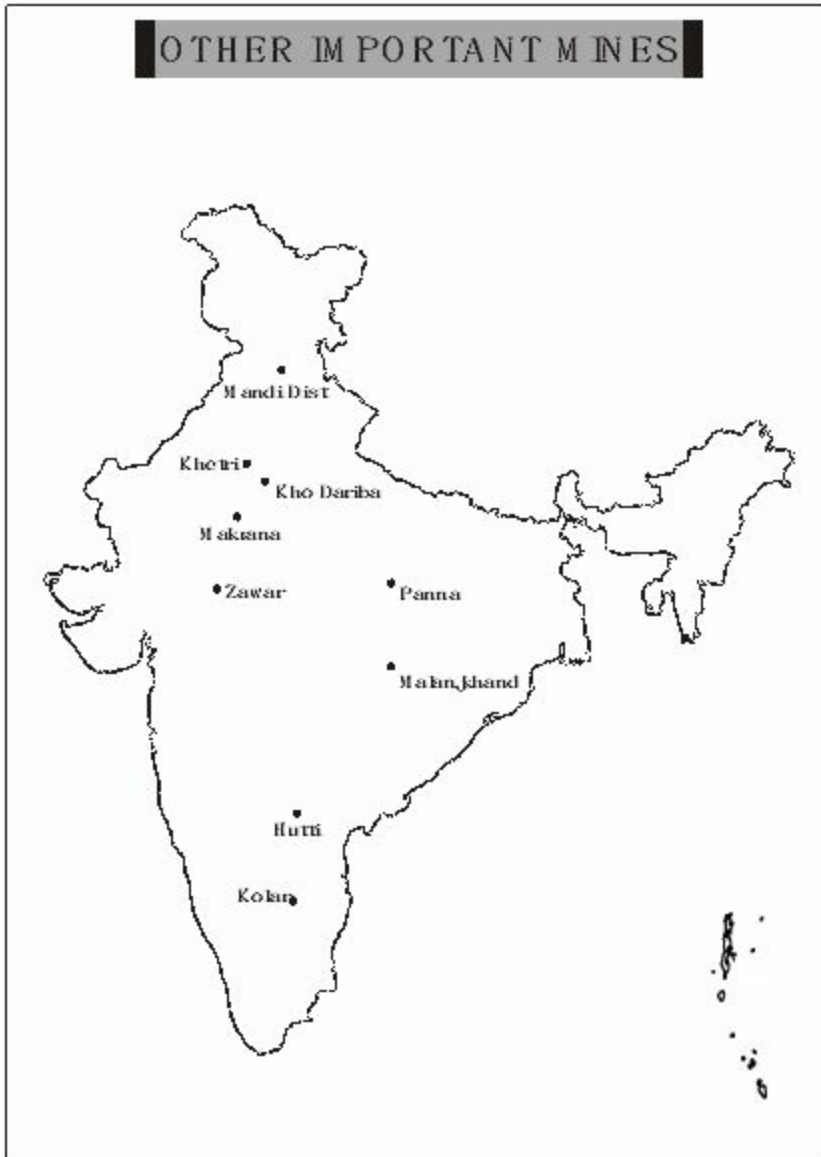 OTHER IMPORTANT MINES
Mandi Dist
Khetri
Kho Dariba
Makrana
Zawar
Panna
Malanjkhand
Hutti
Kolar